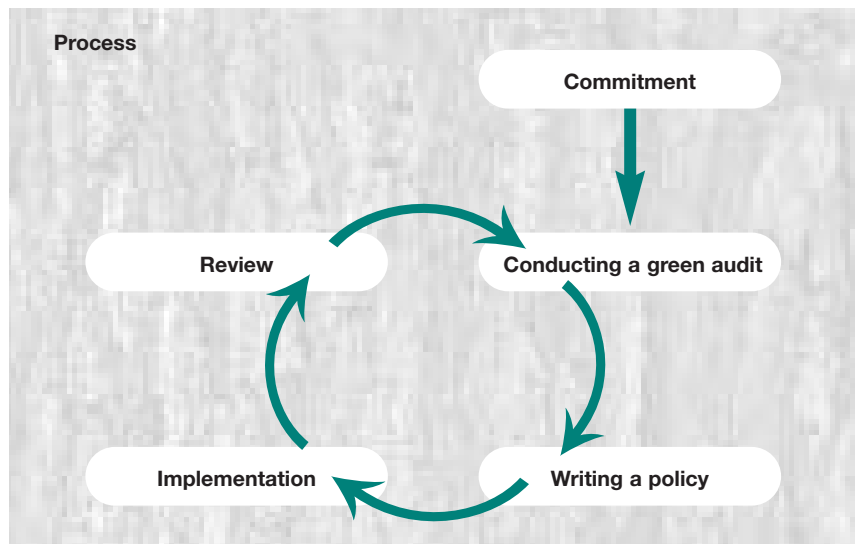 Process
Commitment
Review
Conducting a green audit
Implementation
Writing a policy